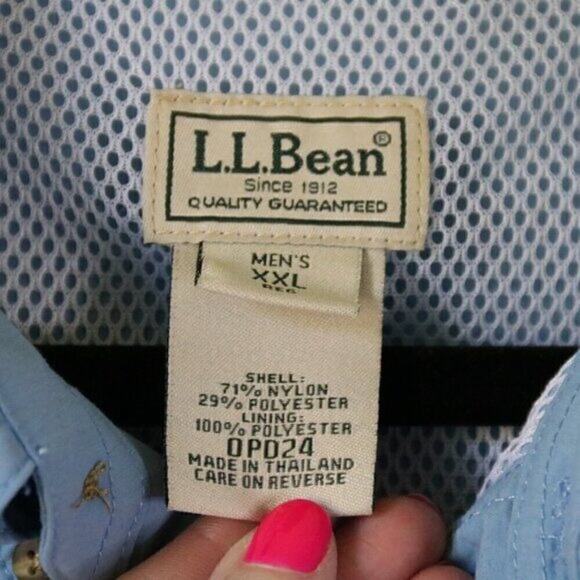 L.L.Bean®
Since 1912
QUALITY GUARANTEED
MEN'S
XXL
REG
SHELL:
71% NYLON
29% POLYESTER
LINING:
100% POLYESTER
0PD24
MADE IN THAILAND
CARE ON REVERSE